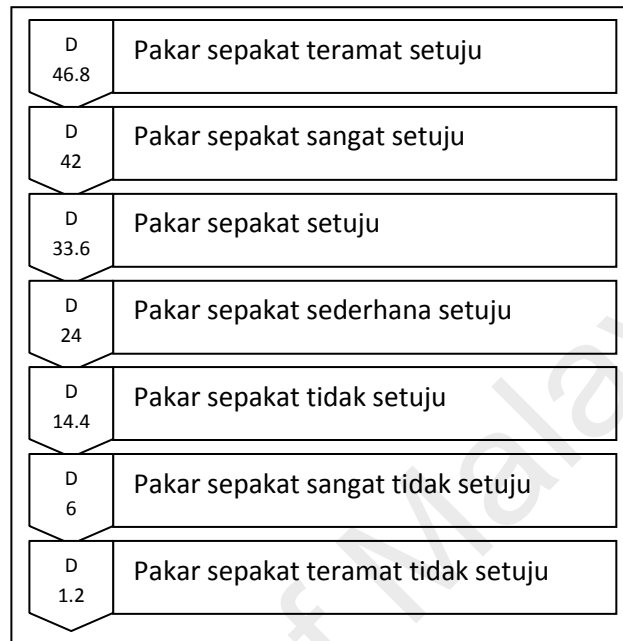 D
46.8
Pakar sepakat teramat setuju
D
42
Pakar sepakat sangat setuju
D
33.6
Pakar sepakat setuju
D
24
Pakar sepakat sederhana setuju
D
14.4
Pakar sepakat tidak setuju
D
6
Pakar sepakat sangat tidak setuju
D
1.2
Pakar sepakat teramat tidak setuju
of Malay